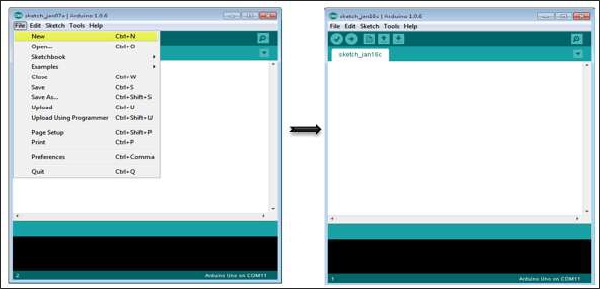 sketch_jan07a | Arduino 1.0.6
File Edit Sketch Tools Help
New Ctrl+N
Open... Ctrl+O
Sketchbook
Examples
Close Ctrl+W
Save Ctrl+S
Save As... Ctrl+Shift+S
Upload Ctrl+U
Upload Using Programmer Ctrl+Shift+U
Page Setup Ctrl+Shift+P
Print Ctrl+P
Preferences Ctrl+Comma
Quit Ctrl+Q
2 Arduino Uno on COM11
sketch_jan16c | Arduino 1.0.6
File Edit Sketch Tools Help
sketch_jan16c
1 Arduino Uno on COM11